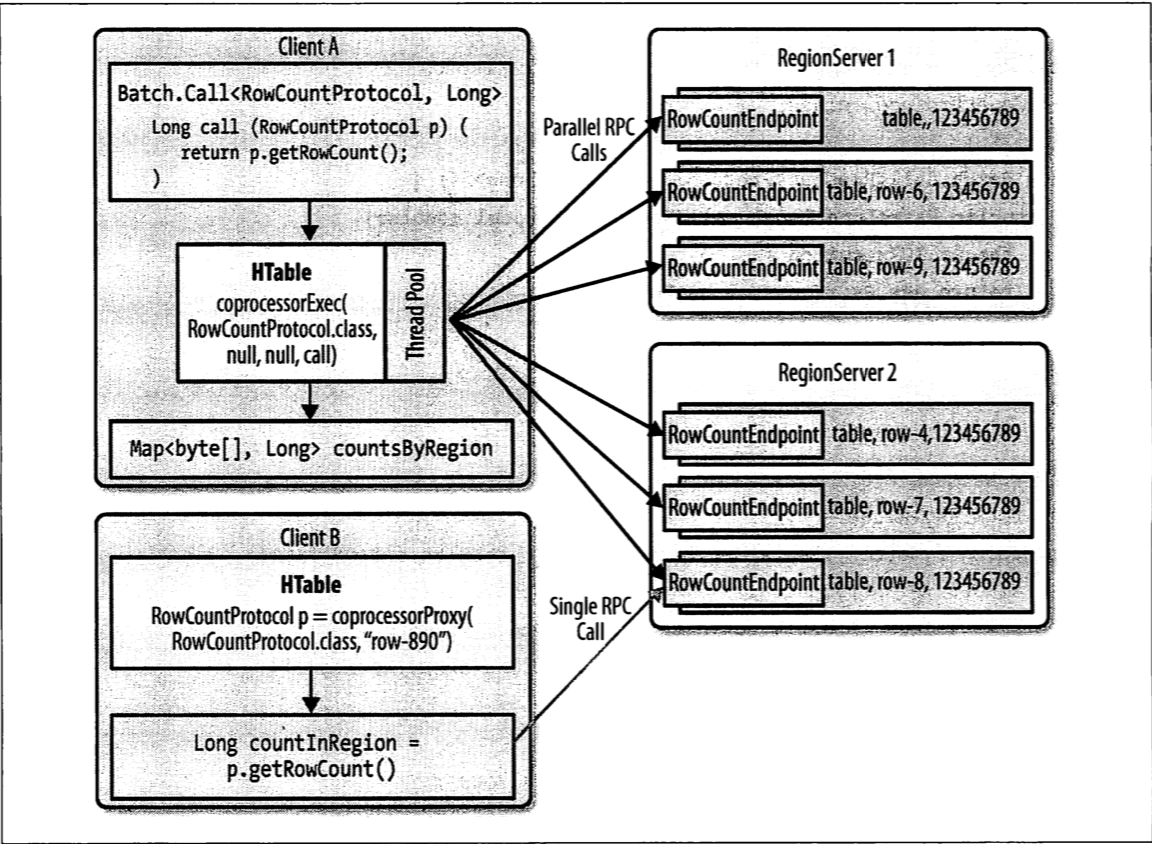 Client A
Batch.Call<RowCountProtocol, Long>
Long call (RowCountProtocol p) (
return p.getRowCount();
)
HTable
coprocessorExec(
RowCountProtocol.class,
null, null, call)
Thread Pool
Map<byte[], Long> countsByRegion
Client B
HTable
RowCountProtocol p = coprocessorProxy(
RowCountProtocol.class, “row-890”)
Long countInRegion =
p.getRowCount()
Parallel RPC
Calls
Single RPC
Call
RegionServer 1
RowCountEndpoint table,,123456789
RowCountEndpoint table, row-6, 123456789
RowCountEndpoint table, row-9, 123456789
RegionServer 2
RowCountEndpoint table, row-4,123456789
RowCountEndpoint table, row-7, 123456789
RowCountEndpoint table, row-8, 123456789